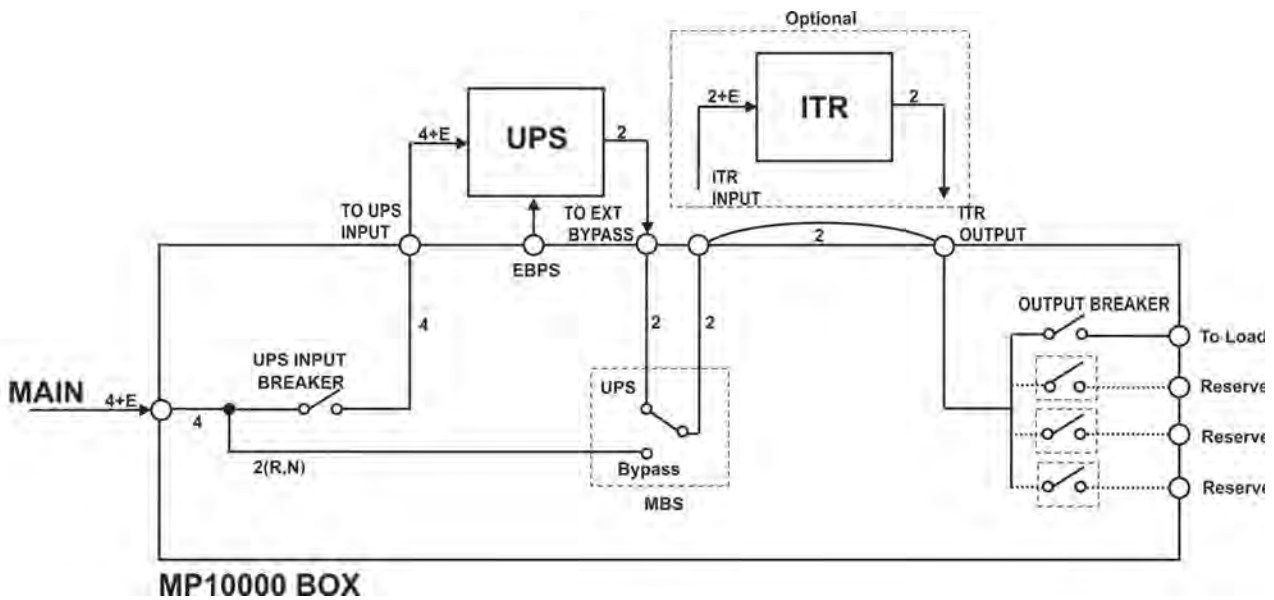 Optional
2+E
ITR
2
ITR
INPUT
4+E
UPS
2
TO UPS
INPUT
TO EXT
BYPASS
ITR
OUTPUT
EBPS
2
4
2
2
OUTPUT BREAKER
To Load
UPS INPUT
BREAKER
UPS
Reserve
MAIN
4+E
4
Reserve
2(R,N)
Bypass
Reserve
MBS
MP10000 BOX